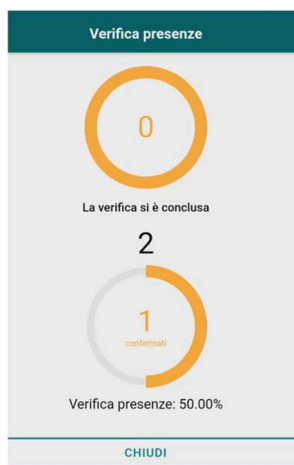 Verifica presenze
0
La verifica si è conclusa
2
1
confermati
Verifica presenze: 50.00%
CHIUDI